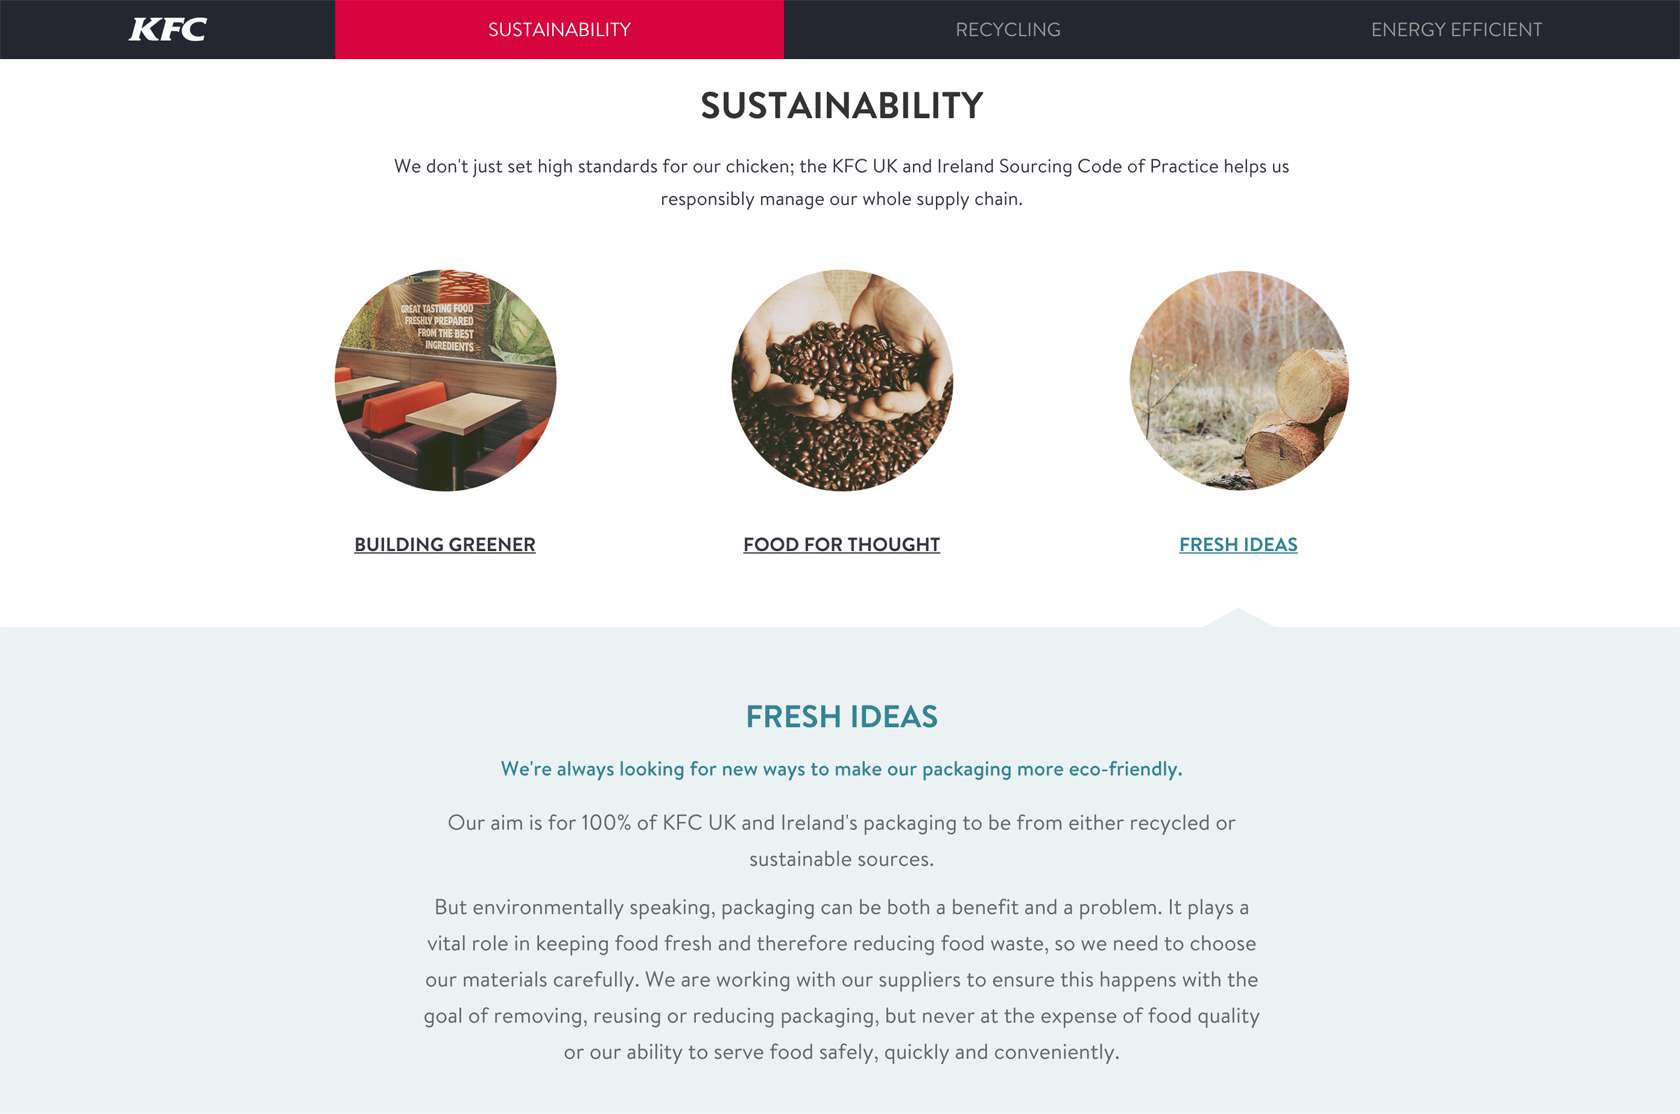 KFC
SUSTAINABILITY
RECYCLING
ENERGY EFFICIENT
SUSTAINABILITY
We don't just set high standards for our chicken; the KFC UK and Ireland Sourcing Code of Practice helps us
responsibly manage our whole supply chain.
GREAT TASTING FOOD
FRESHLY PREPARED
FROM THE BEST
INGREDIENTS
BUILDING GREENER
FOOD FOR THOUGHT
FRESH IDEAS
FRESH IDEAS
We're always looking for new ways to make our packaging more eco-friendly.
Our aim is for 100% of KFC UK and Ireland's packaging to be from either recycled or
sustainable sources.
But environmentally speaking, packaging can be both a benefit and a problem. It plays a
vital role in keeping food fresh and therefore reducing food waste, so we need to choose
our materials carefully. We are working with our suppliers to ensure this happens with the
goal of removing, reusing or reducing packaging, but never at the expense of food quality
or our ability to serve food safely, quickly and conveniently.